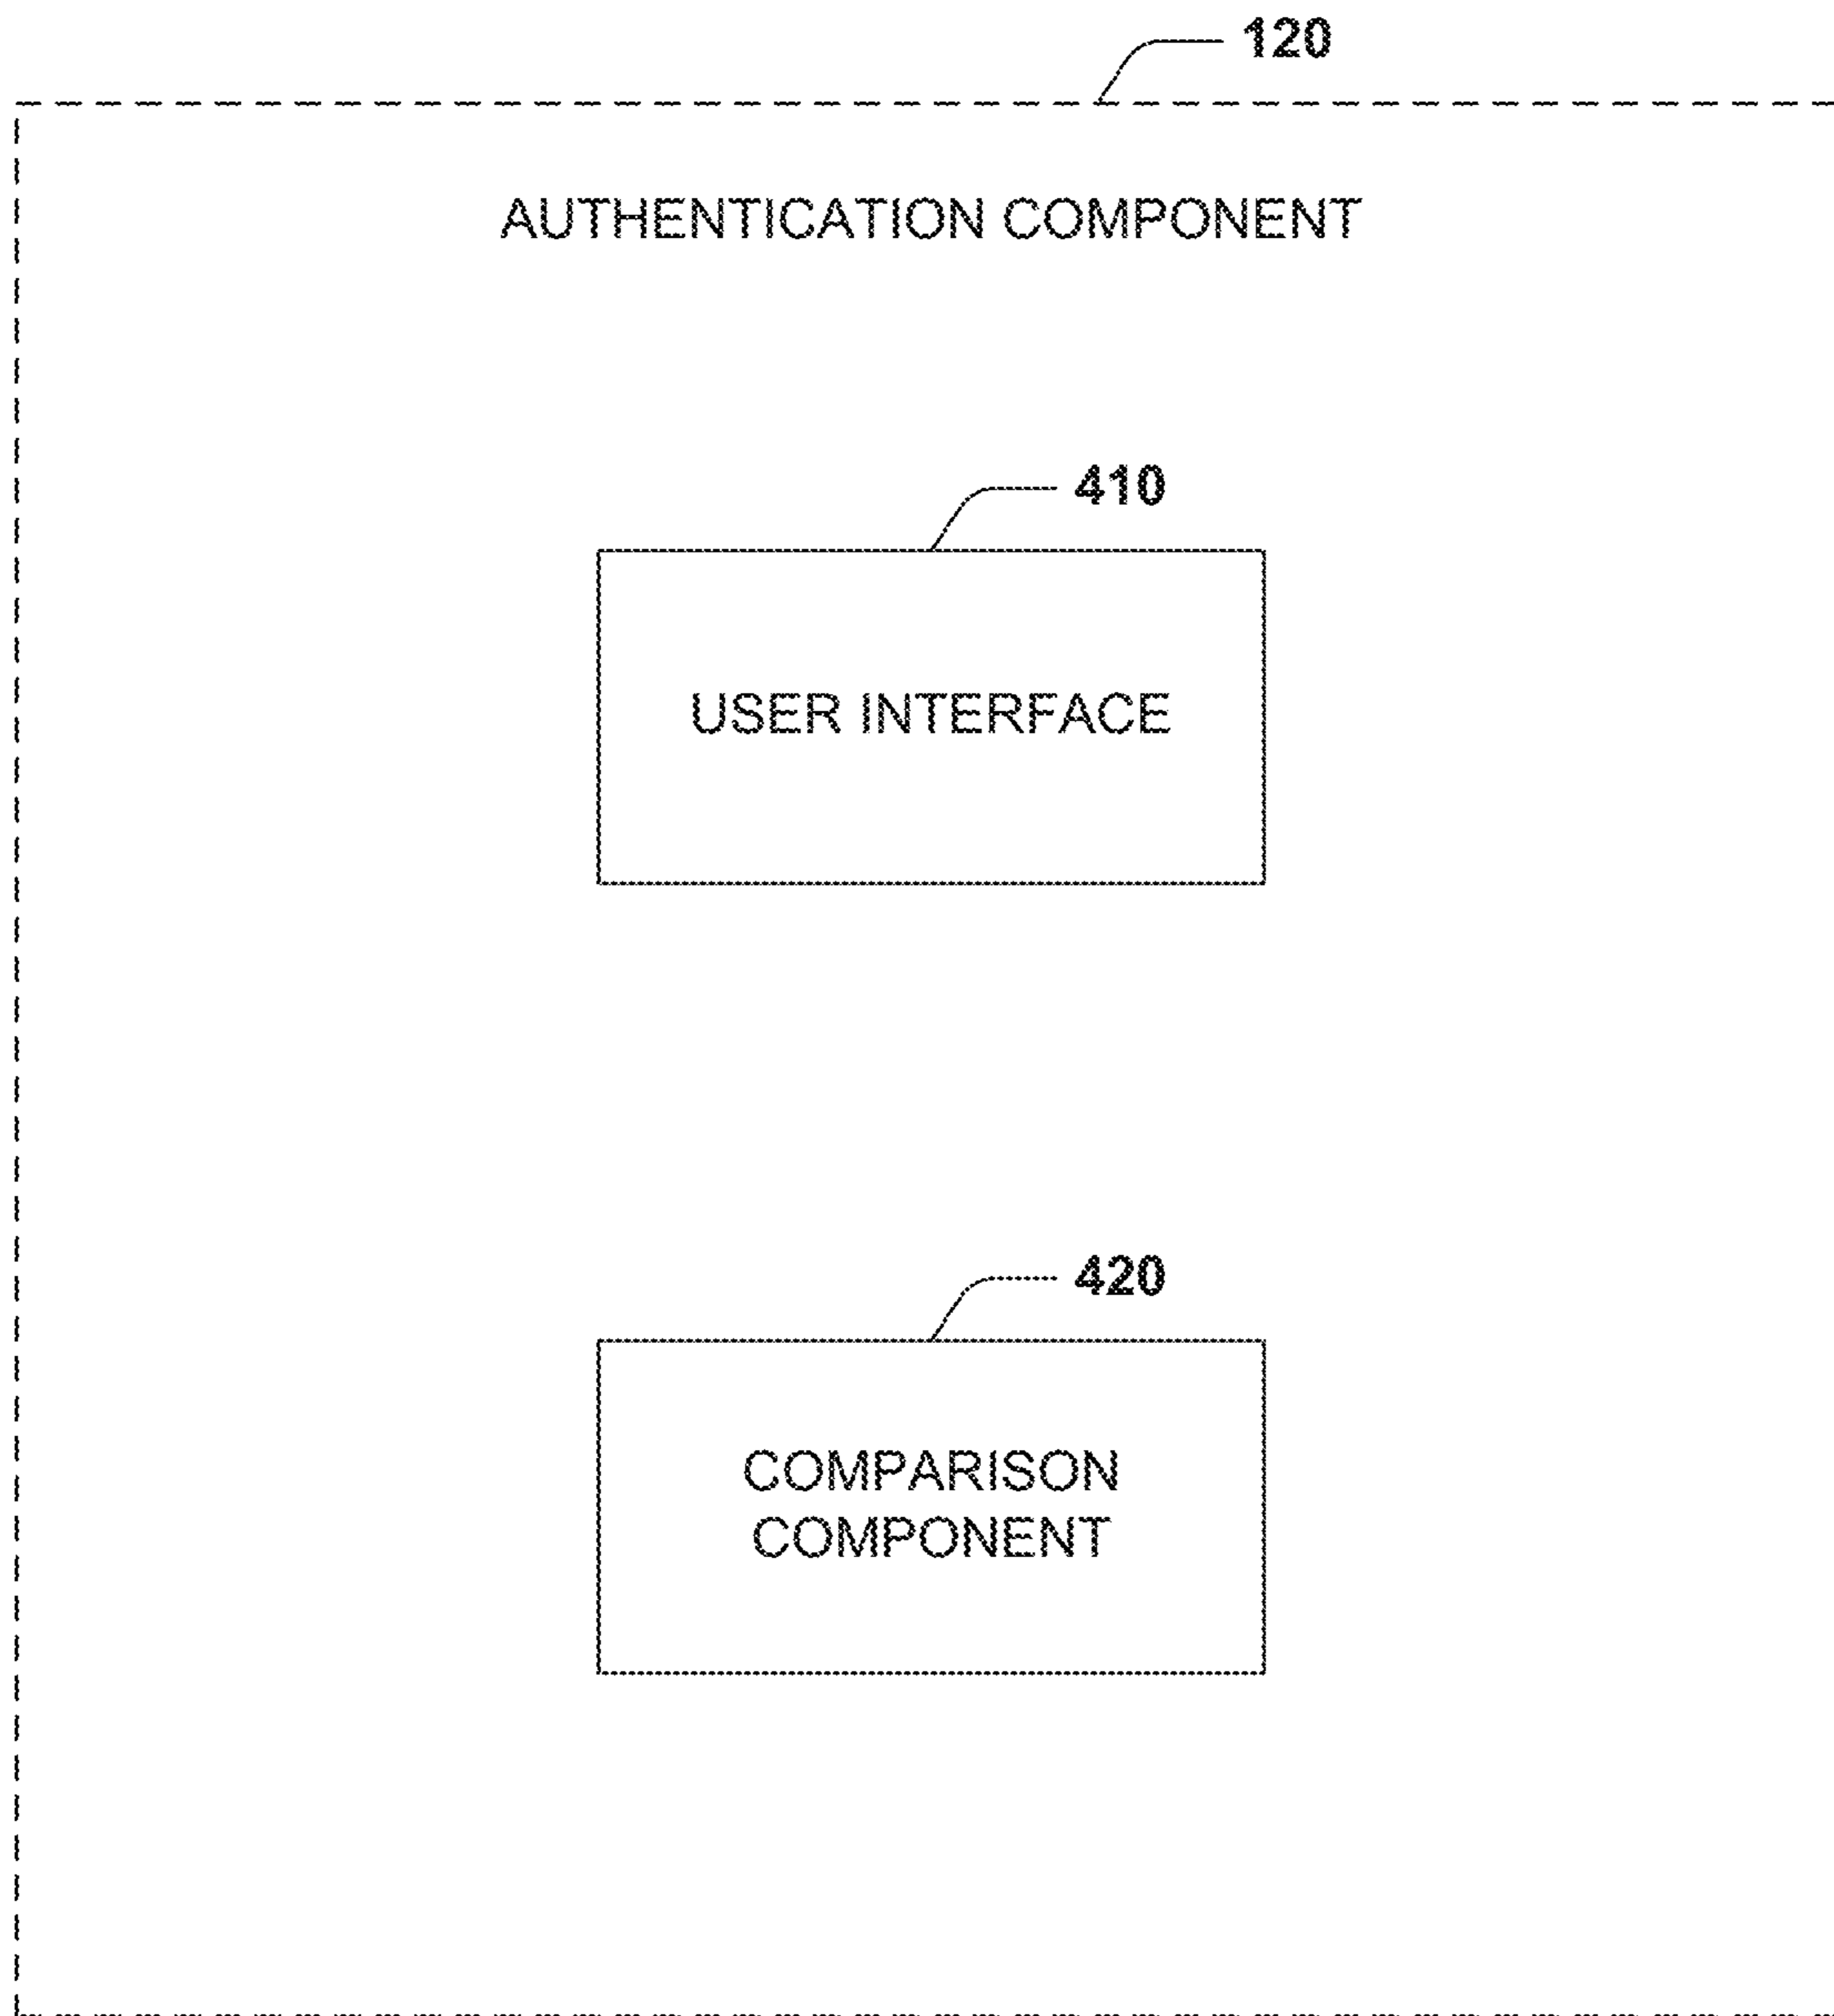 120
AUTHENTICATION COMPONENT
410
USER INTERFACE
420
COMPARISON
COMPONENT